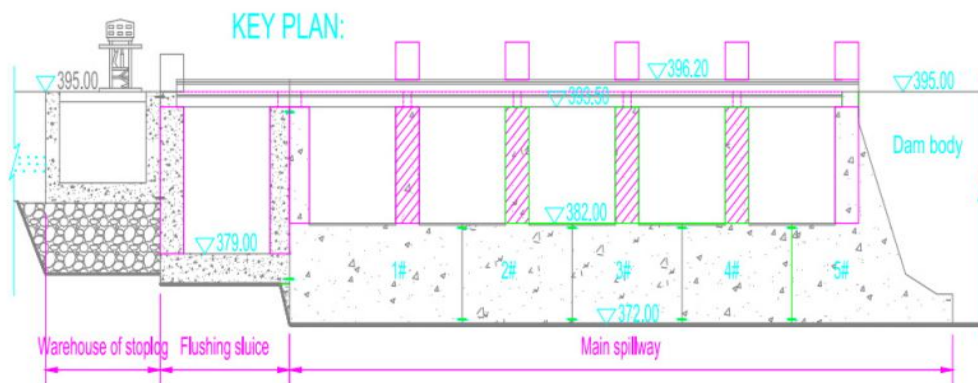 KEY PLAN:
395.00
396.20
395.00
393.50
Dam body
382.00
379.00
1#
2#
3#
4#
5#
372.00
Warehouse of stoplog
Flushing sluice
Main spillway